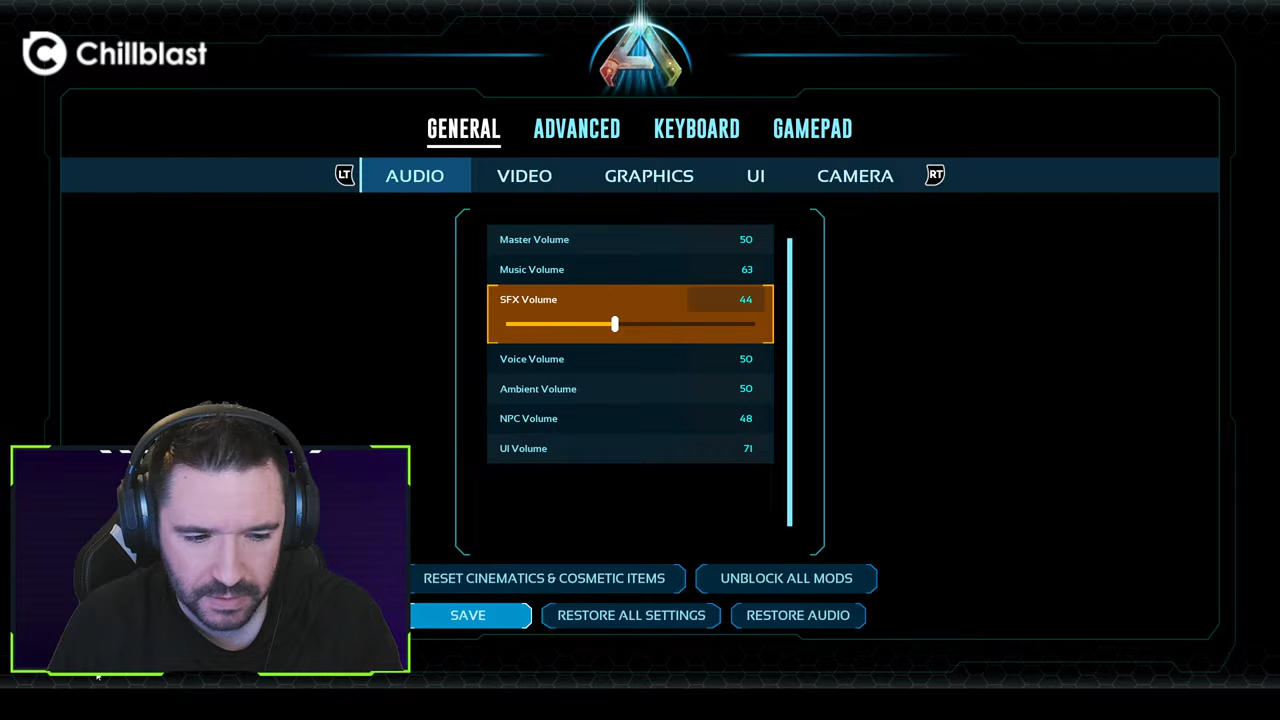 Chillblast
GENERAL ADVANCED KEYBOARD GAMEPAD
LT AUDIO VIDEO GRAPHICS UI CAMERA RT
Master Volume 50
Music Volume 63
SFX Volume 44
Voice Volume 50
Ambient Volume 50
NPC Volume 48
UI Volume 71
RESET CINEMATICS & COSMETIC ITEMS UNBLOCK ALL MODS
SAVE RESTORE ALL SETTINGS RESTORE AUDIO